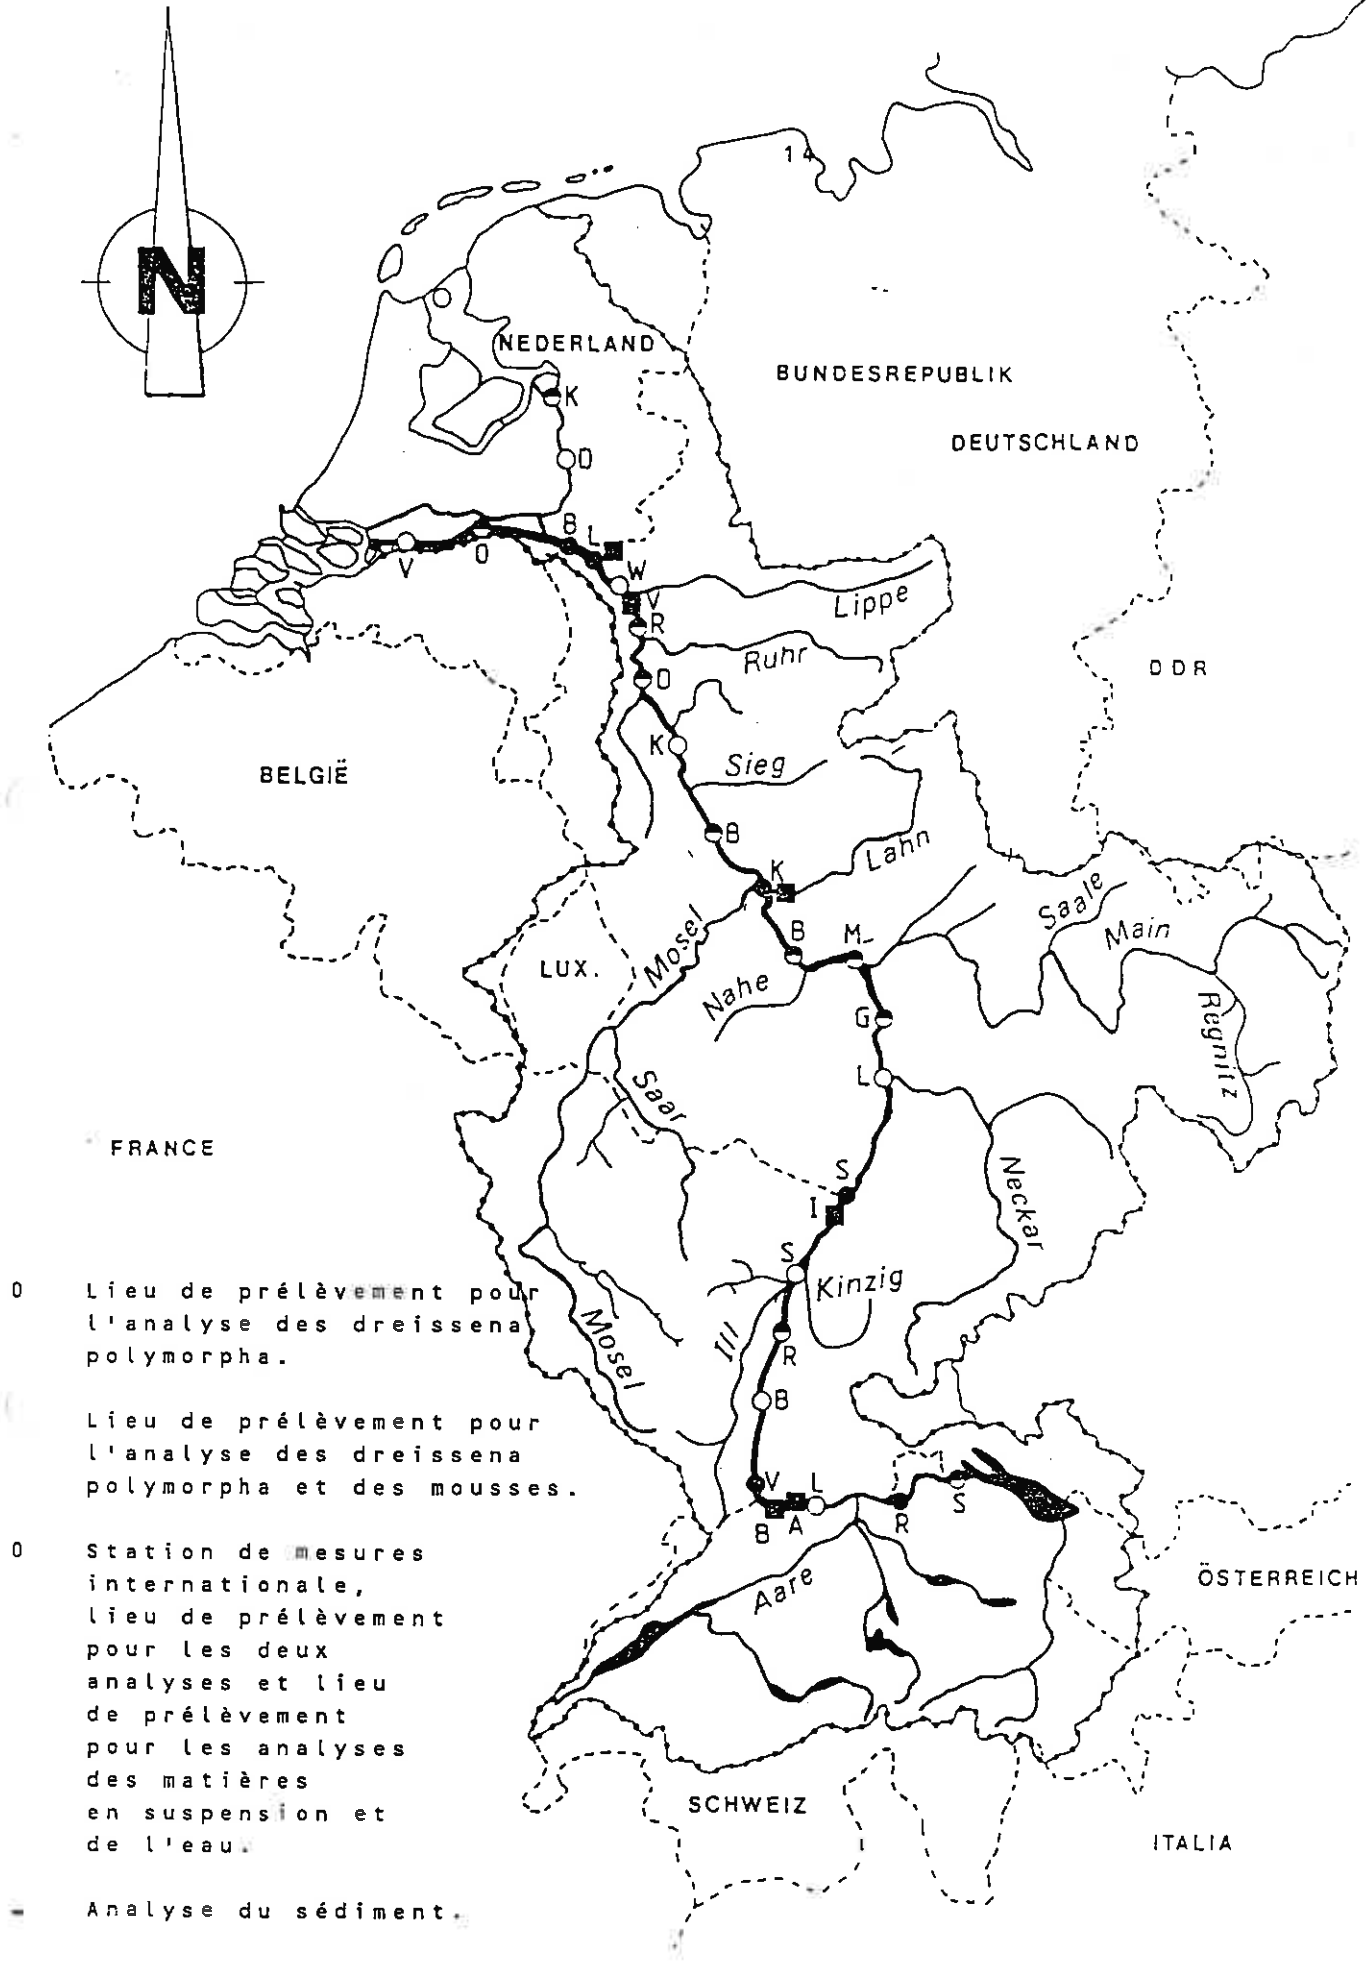 14
N
NEDERLAND
BUNDESREPUBLIK
DEUTSCHLAND
K
D
B
L
V
O
W
V
Lippe
R
Ruhr
DDR
D
K
Sieg
BELGIË
B
Lahn
K
Saale
Main
B
M
Mosel
LUX.
Nahe
Regnitz
G
L
Saar
FRANCE
S
I
Neckar
S
Kinzig
O Lieu de prélèvement pour
l'analyse des dreissena
polymorpha.
Mosel
Ill
R
B
Lieu de prélèvement pour
l'analyse des dreissena
polymorpha et des mousses.
V
L
S
B
A
R
O Station de mesures
internationale,
lieu de prélèvement
pour les deux
analyses et lieu
de prélèvement
pour les analyses
des matières
en suspension et
de l'eau.
Aare
ÖSTERREICH
SCHWEIZ
ITALIA
Analyse du sédiment.